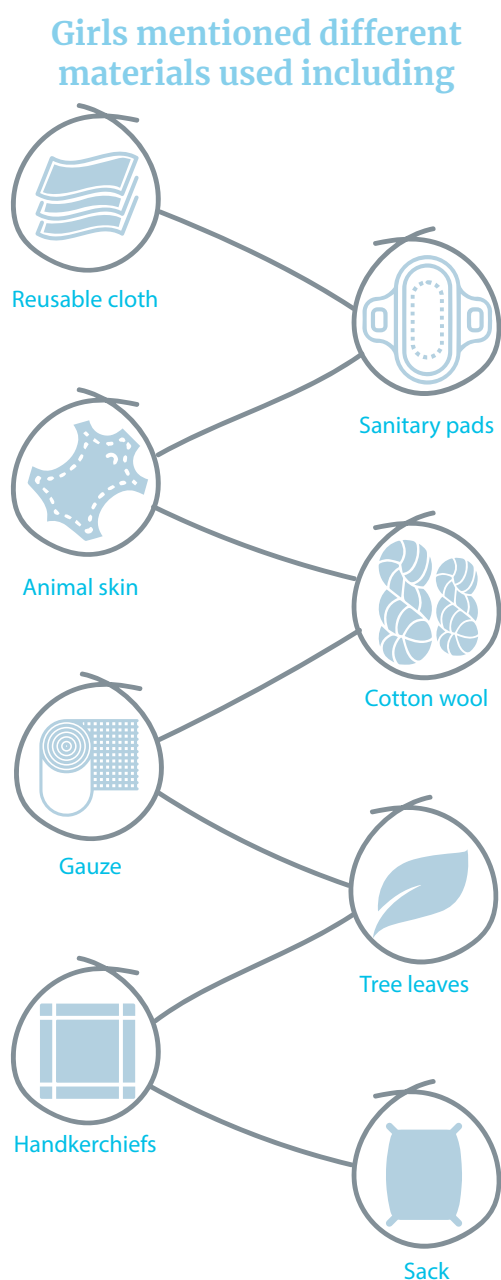 Girls mentioned different
materials used including
Reusable cloth
Sanitary pads
Animal skin
Cotton wool
Gauze
Tree leaves
Handkerchiefs
Sack